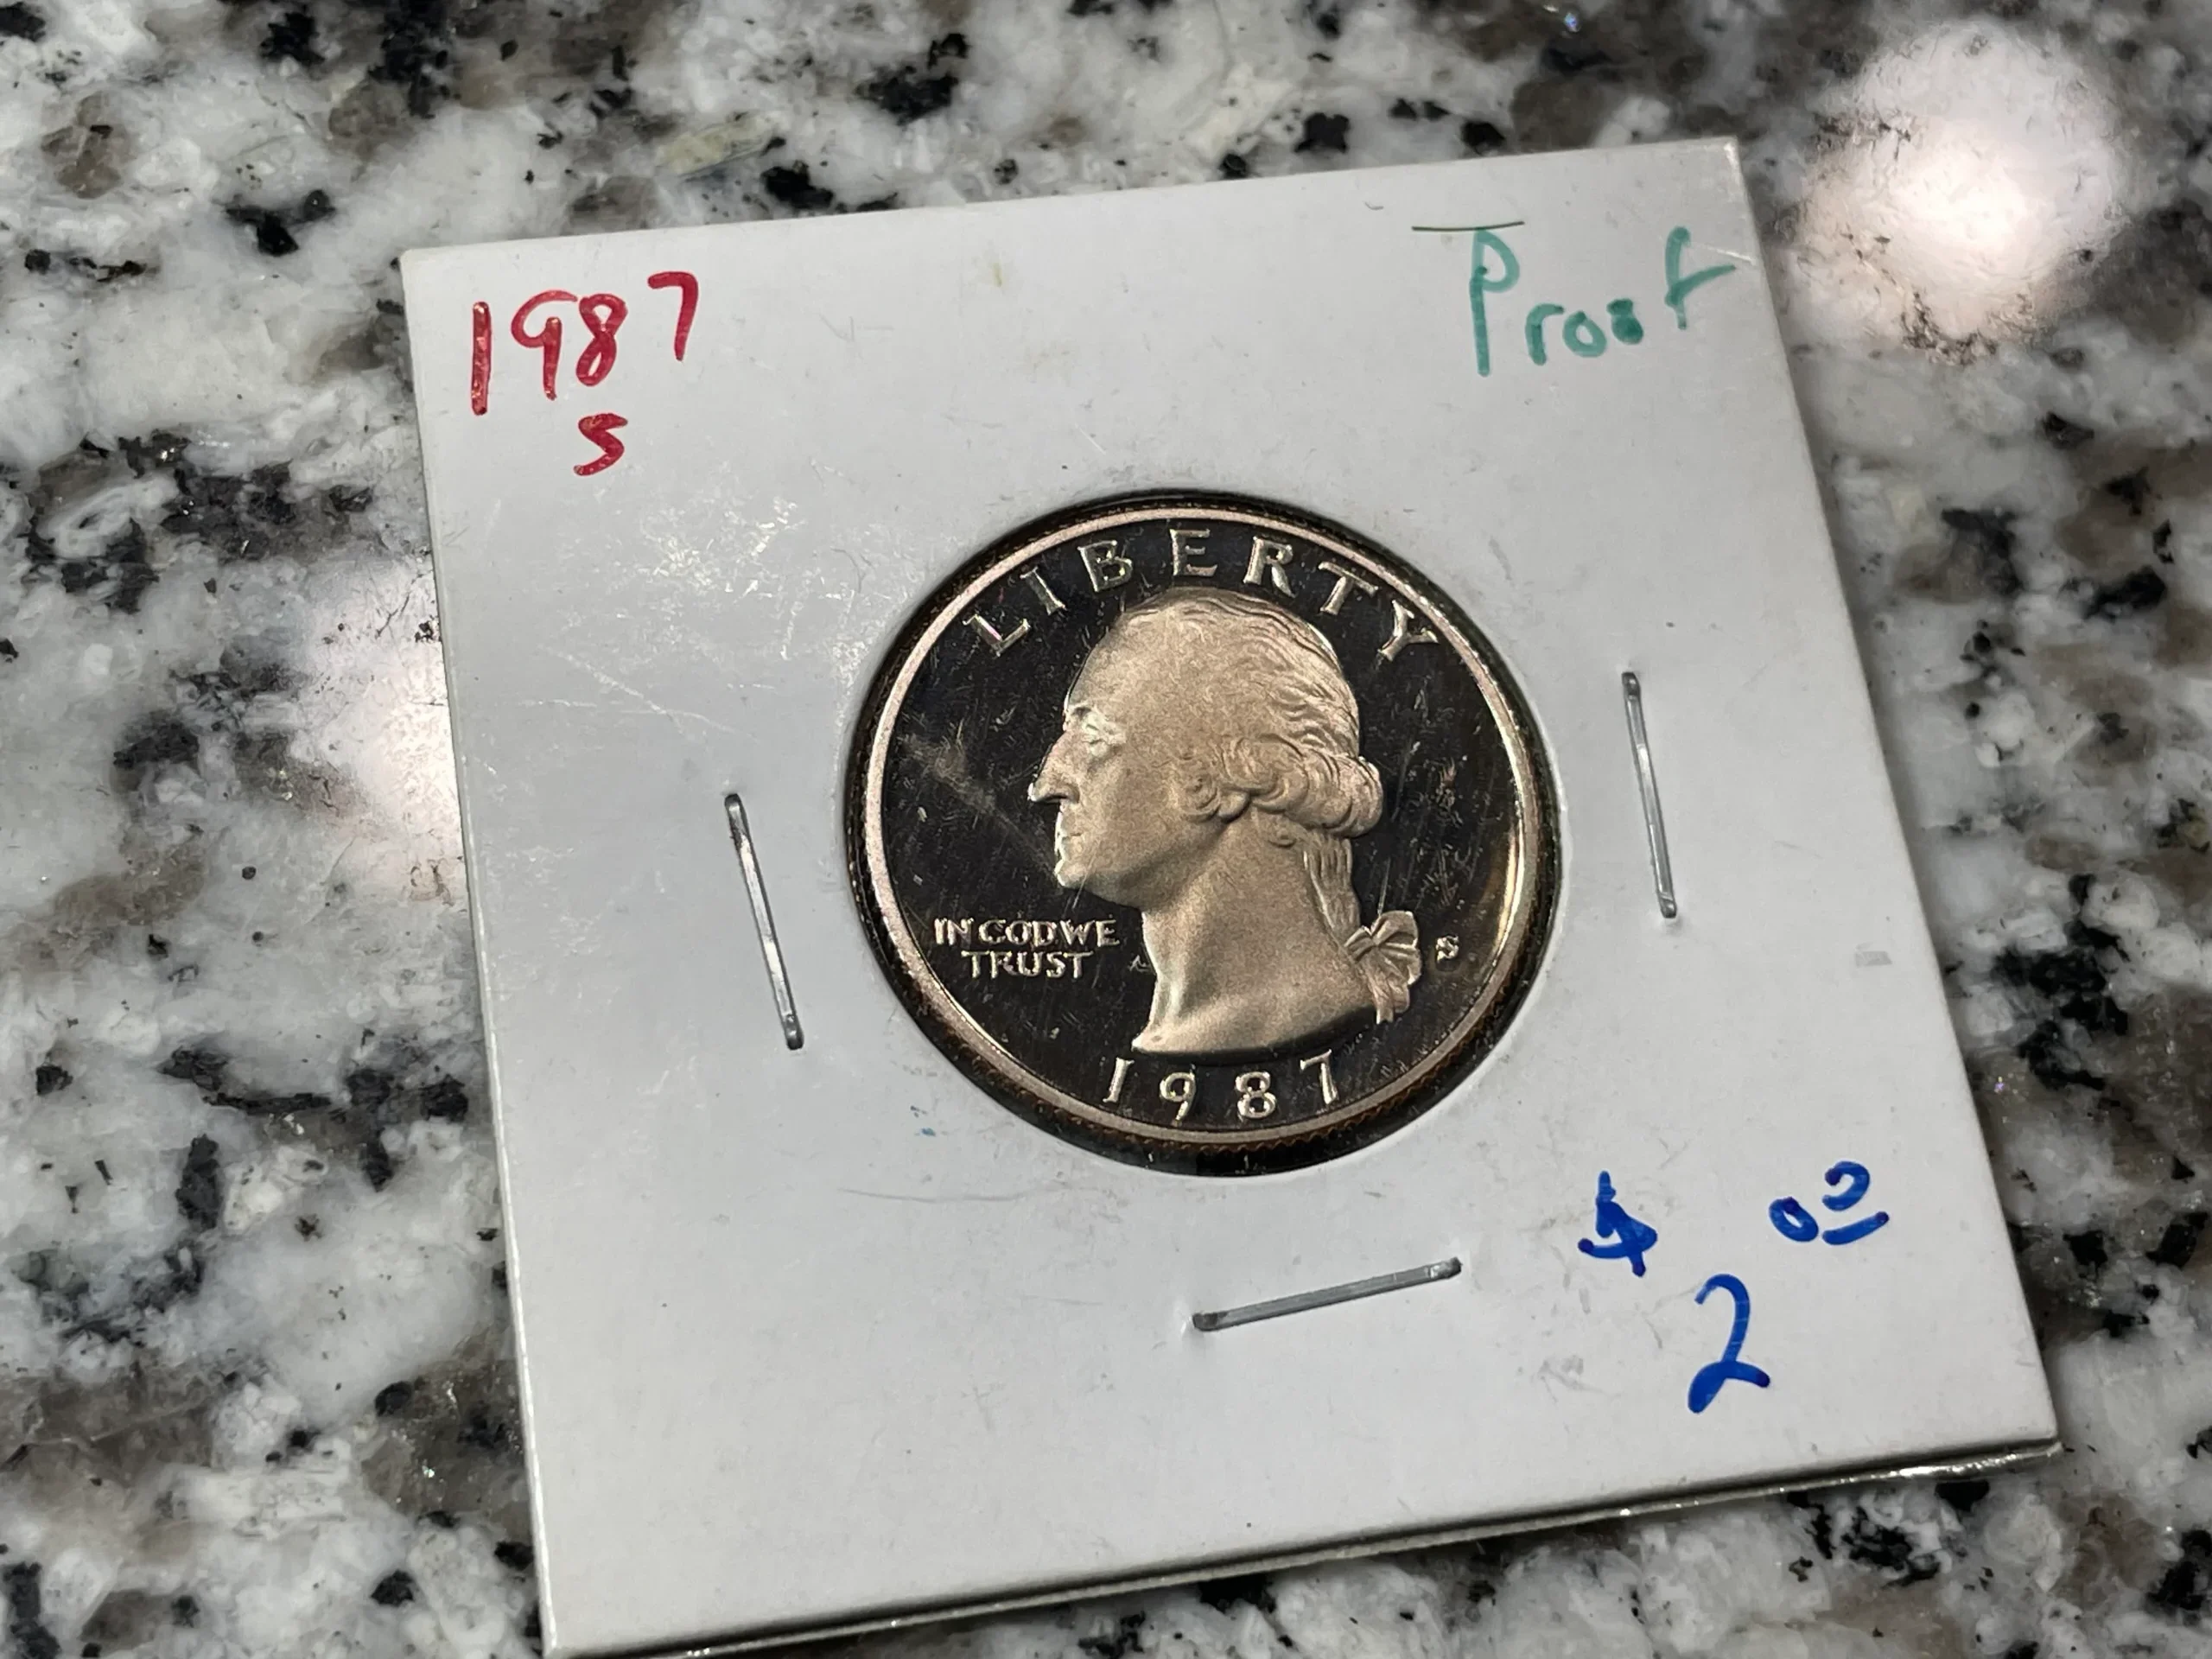 1987
S
Proof
LIBERTY
IN GOD WE
TRUST
S
1987
$2.00